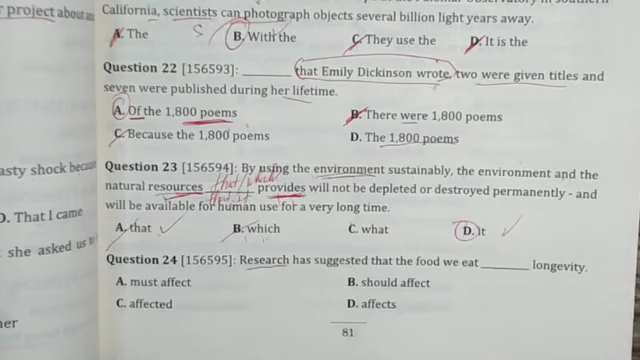 r project about an
California, scientists can photograph objects several billion light years away.
A. The B. With the C. They use the D. It is the
Question 22 [156593]: ________ that Emily Dickinson wrote, two were given titles and
seven were published during her lifetime.
A. Of the 1,800 poems B. There were 1,800 poems
C. Because the 1,800 poems D. The 1,800 poems
asty shock because
Question 23 [156594]: By using the environment sustainably, the environment and the
that/which
natural resources ________ provides will not be depleted or destroyed permanently - and
that it
D. That I came
will be available for human use for a very long time.
A. that B. which C. what D. It
she asked us
Question 24 [156595]: Research has suggested that the food we eat ________ longevity.
A. must affect B. should affect
C. affected D. affects
ner
81